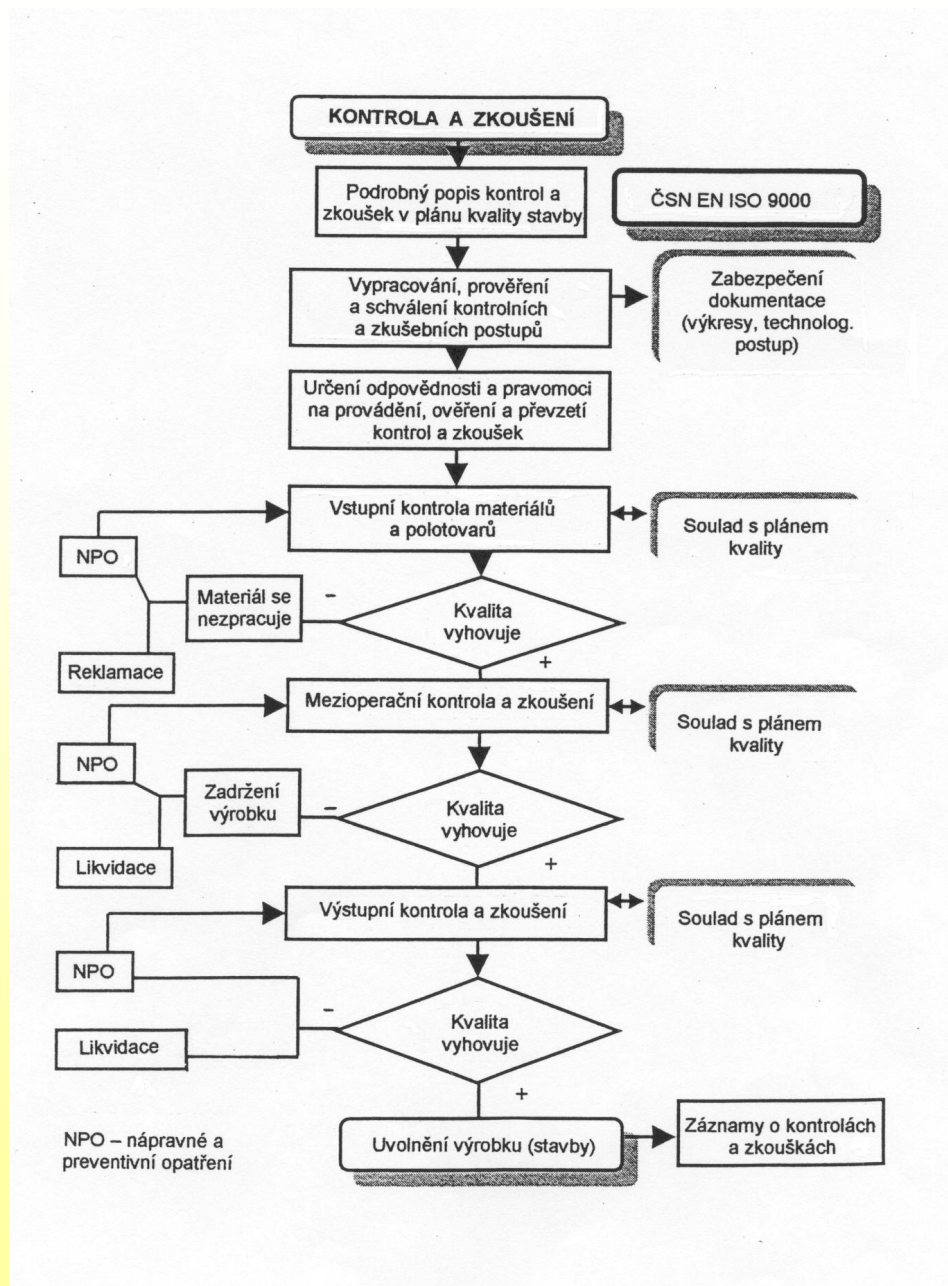 KONTROLA A ZKOUŠENÍ
Podrobný popis kontrol a
zkoušek v plánu kvality stavby
ČSN EN ISO 9000
Vypracování, prověření
a schválení kontrolních
a zkušebních postupů
Zabezpečení
dokumentace
(výkresy, technolog.
postup)
Určení odpovědnosti a pravomoci
na provádění, ověření a převzetí
kontrol a zkoušek
Vstupní kontrola materiálů
a polotovarů
Soulad s plánem
kvality
NPO
Materiál se
nezpracuje
–
Kvalita
vyhovuje
Reklamace
+
Mezioperační kontrola a zkoušení
Soulad s plánem
kvality
NPO
Zadržení
výrobku
–
Kvalita
vyhovuje
Likvidace
+
Výstupní kontrola a zkoušení
Soulad s plánem
kvality
NPO
–
Kvalita
vyhovuje
Likvidace
+
Uvolnění výrobku (stavby)
Záznamy o kontrolách
a zkouškách
NPO – nápravné a
preventivní opatření